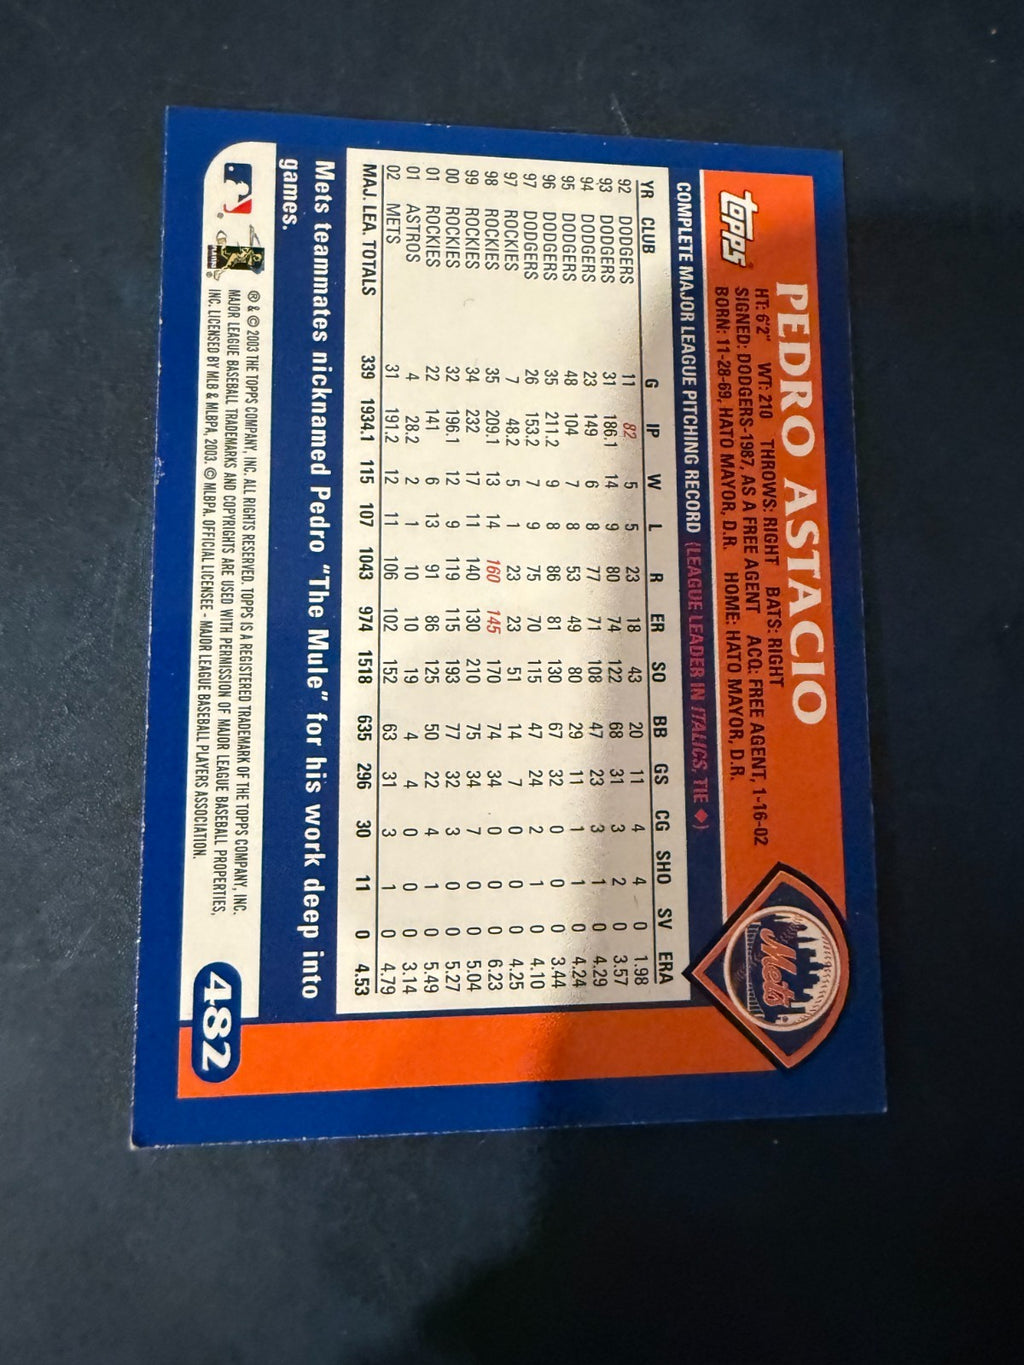 topps
PEDRO ASTACIO
HT: 6'2" WT: 210 THROWS: RIGHT BATS: RIGHT
SIGNED: DODGERS-1987, AS A FREE AGENT ACQ: FREE AGENT, 1-16-02
BORN: 11-28-69, HATO MAYOR, D.R. HOME: HATO MAYOR, D.R.
Mets
COMPLETE MAJOR LEAGUE PITCHING RECORD (LEAGUE LEADER IN ITALICS, TIE ◆)
YR CLUB G IP W L R ER SO BB GS CG SHO SV ERA
92 DODGERS 11 82 5 5 23 18 43 20 11 4 4 0 1.98
93 DODGERS 31 186.1 14 9 80 74 122 68 31 3 2 0 3.57
94 DODGERS 23 149 6 8 77 71 108 47 23 3 1 0 4.29
95 DODGERS 48 104 7 8 53 49 80 29 11 1 1 0 4.24
96 DODGERS 35 211.2 9 8 86 81 130 67 32 0 0 0 3.44
97 DODGERS 26 153.2 7 9 75 70 115 47 24 2 1 0 4.10
97 ROCKIES 7 48.2 5 1 23 23 51 14 7 0 0 0 4.25
98 ROCKIES 35 209.1 13 14 160 145 170 74 34 0 0 0 6.23
99 ROCKIES 34 232 17 11 140 130 210 75 34 7 0 0 5.04
00 ROCKIES 32 196.1 12 9 119 115 193 77 32 3 0 0 5.27
01 ROCKIES 22 141 6 13 91 86 125 50 22 4 1 0 5.49
01 ASTROS 4 28.2 2 1 10 10 19 4 4 0 0 0 3.14
02 METS 31 191.2 12 11 106 102 152 63 31 3 1 0 4.79
MAJ. LEA. TOTALS 339 1934.1 115 107 1043 974 1518 635 296 30 11 0 4.53
Mets teammates nicknamed Pedro "The Mule" for his work deep into
games.
® & © 2003 THE TOPPS COMPANY, INC. ALL RIGHTS RESERVED. TOPPS IS A REGISTERED TRADEMARK OF THE TOPPS COMPANY, INC.
MAJOR LEAGUE BASEBALL TRADEMARKS AND COPYRIGHTS ARE USED WITH PERMISSION OF MAJOR LEAGUE BASEBALL PROPERTIES,
INC. LICENSED BY MLB & MLBPA, 2003. © MLBPA. OFFICIAL LICENSEE - MAJOR LEAGUE BASEBALL PLAYERS ASSOCIATION.
482